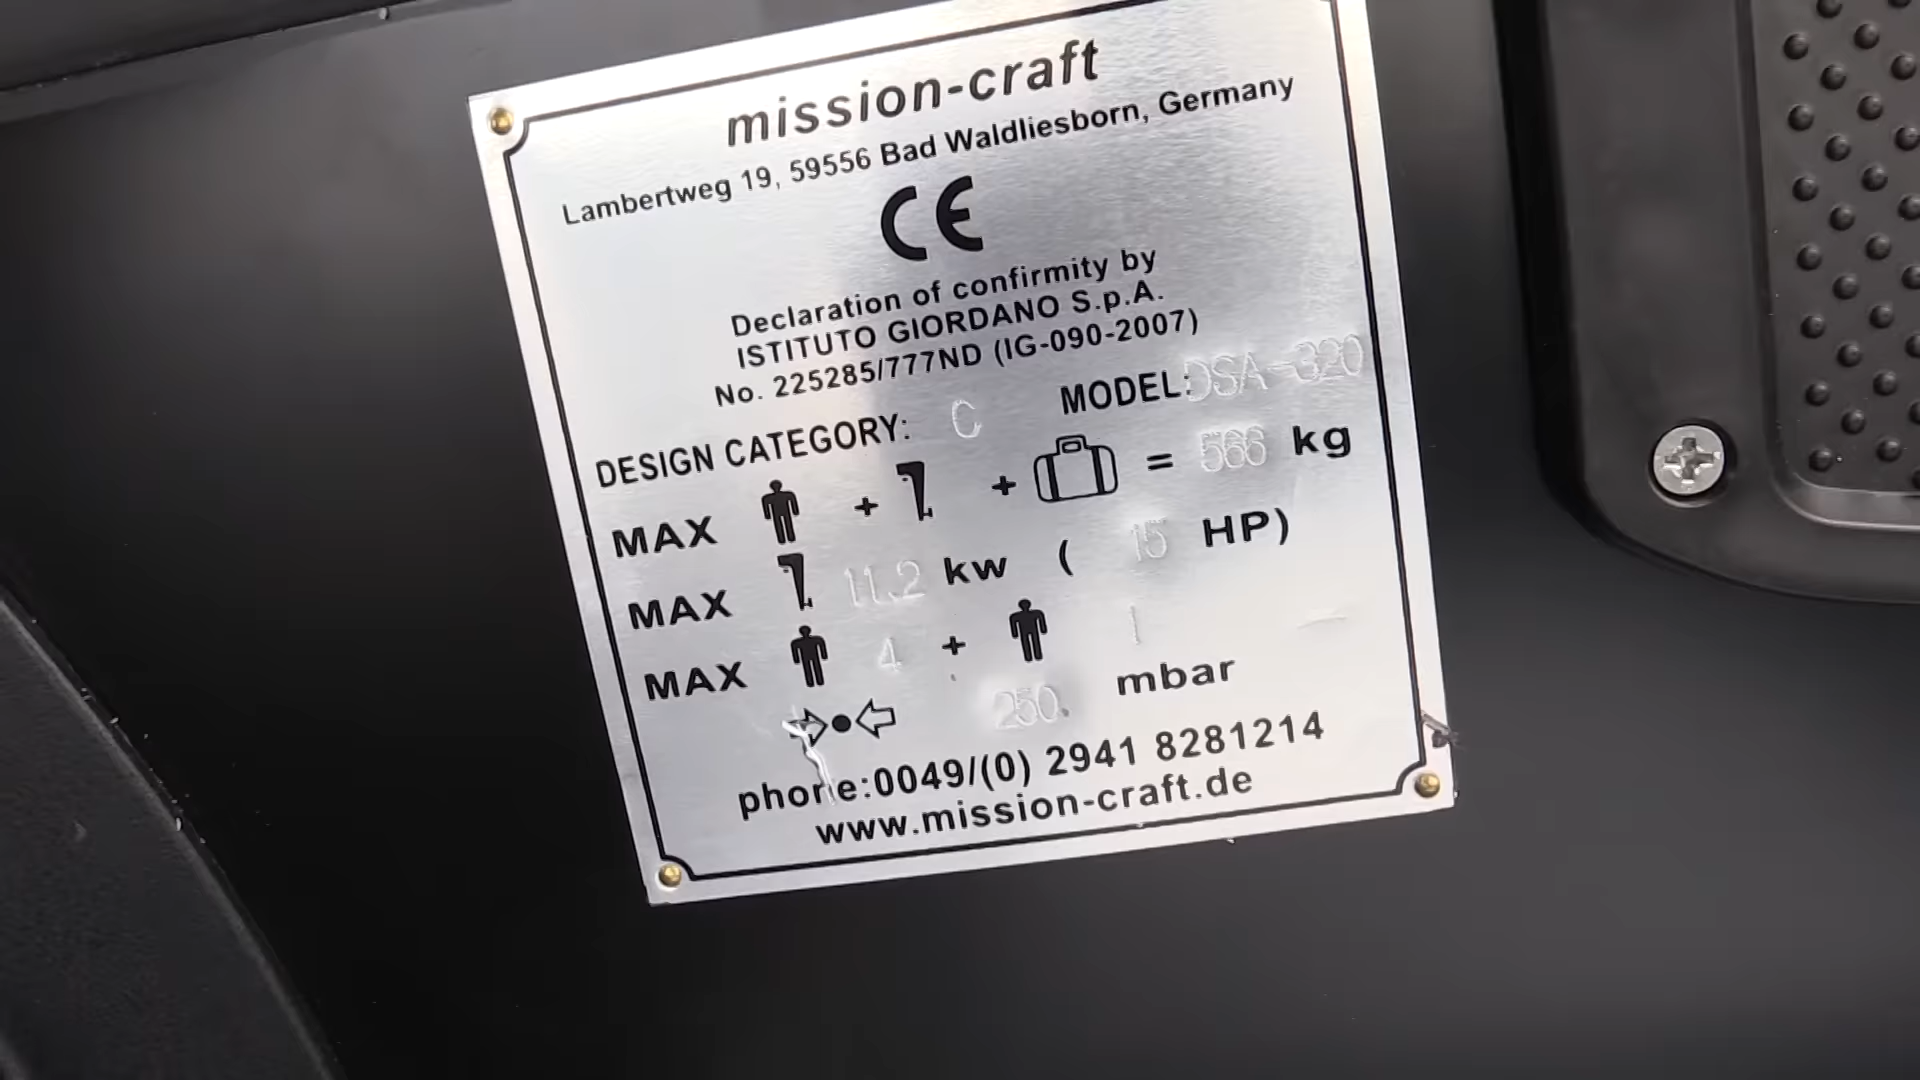 mission-craft
Lambertweg 19, 59556 Bad Waldliesborn, Germany
CE
Declaration of confirmity by
ISTITUTO GIORDANO S.p.A.
No. 225285/777ND (IG-090-2007)
DESIGN CATEGORY: C MODEL: DSA-320
MAX + + = 566 kg
MAX 11.2 kw ( 15 HP)
MAX 4 + 1
250 mbar
phone:0049/(0) 2941 8281214
www.mission-craft.de